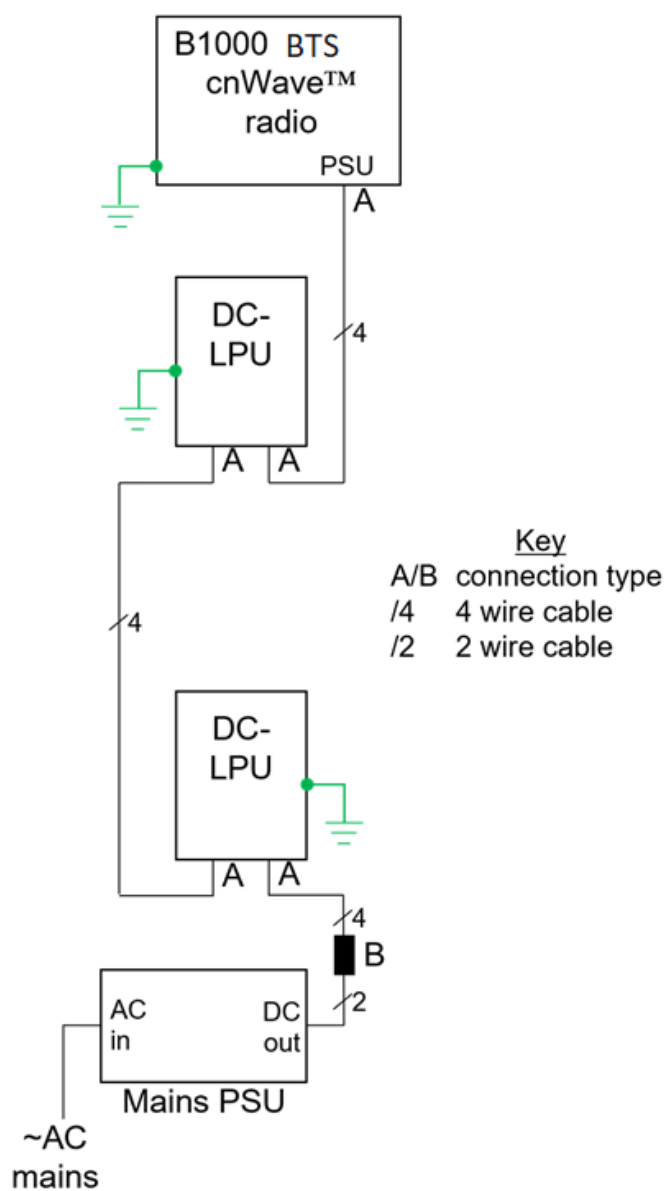 B1000 BTS
cnWave™
radio
PSU
A
4
DC-
LPU
A A
4
Key
A/B connection type
/4 4 wire cable
/2 2 wire cable
DC-
LPU
A A
4
B
2
AC
in
DC
out
Mains PSU
~AC
mains